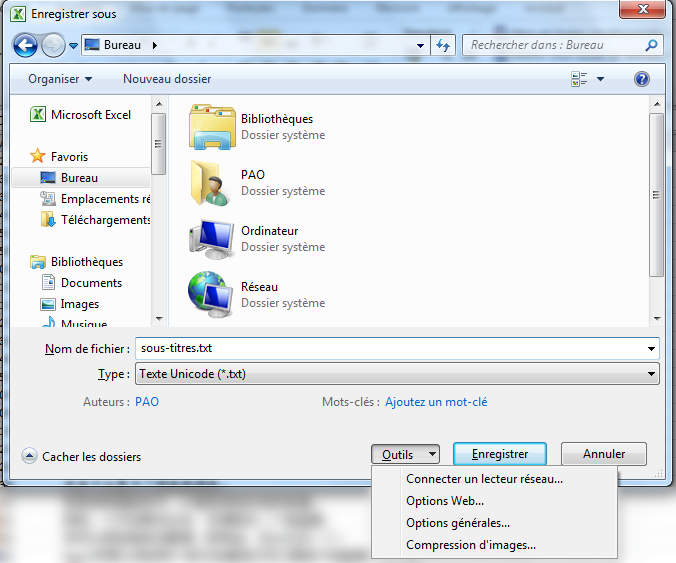 Enregistrer sous
Bureau
Rechercher dans : Bureau
Organiser
Nouveau dossier
Microsoft Excel
Favoris
Bureau
Emplacements ré
Téléchargements
Bibliothèques
Documents
Images
Musique
Bibliothèques
Dossier système
PAO
Dossier système
Ordinateur
Dossier système
Réseau
Dossier système
Nom de fichier : sous-titres.txt
Type : Texte Unicode (*.txt)
Auteurs : PAO Mots-clés : Ajoutez un mot-clé
Cacher les dossiers Outils Enregistrer Annuler
Connecter un lecteur réseau...
Options Web...
Options générales...
Compression d'images...